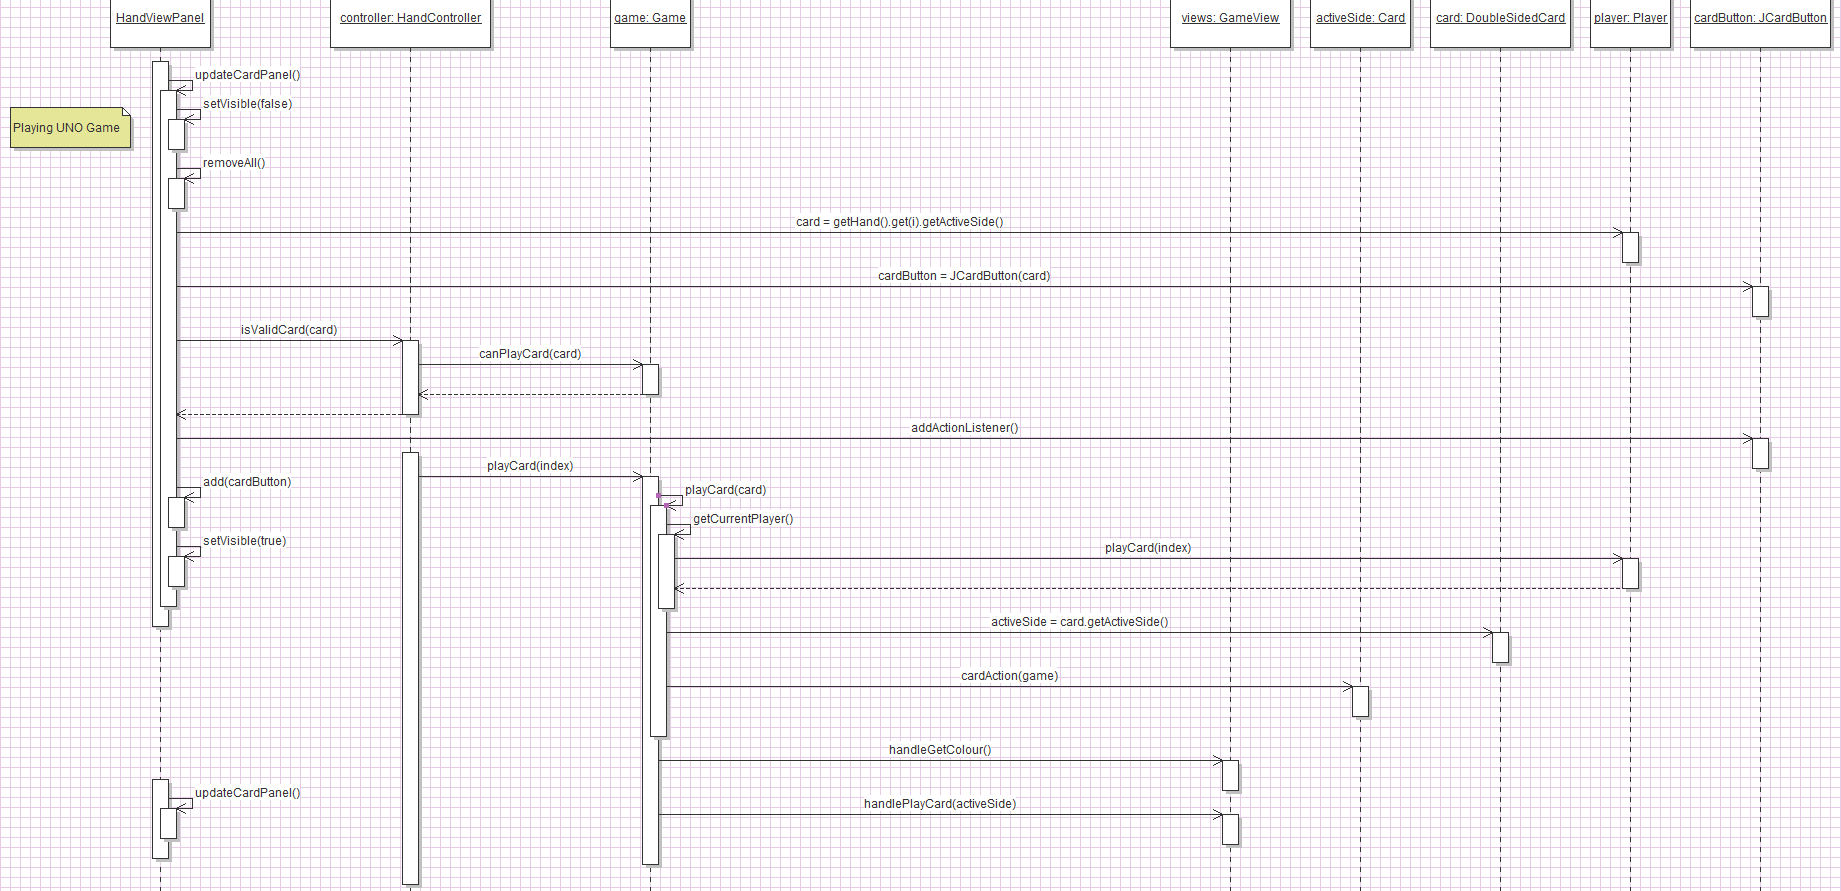 HandViewPanel
controller: HandController
game: Game
views: GameView
activeSide: Card
card: DoubleSidedCard
player: Player
cardButton: JCardButton
updateCardPanel()
setVisible(false)
Playing UNO Game
removeAll()
card = getHand().get(i).getActiveSide()
cardButton = JCardButton(card)
isValidCard(card)
canPlayCard(card)
addActionListener()
playCard(index)
add(cardButton)
playCard(card)
getCurrentPlayer()
setVisible(true)
playCard(index)
activeSide = card.getActiveSide()
cardAction(game)
handleGetColour()
updateCardPanel()
handlePlayCard(activeSide)